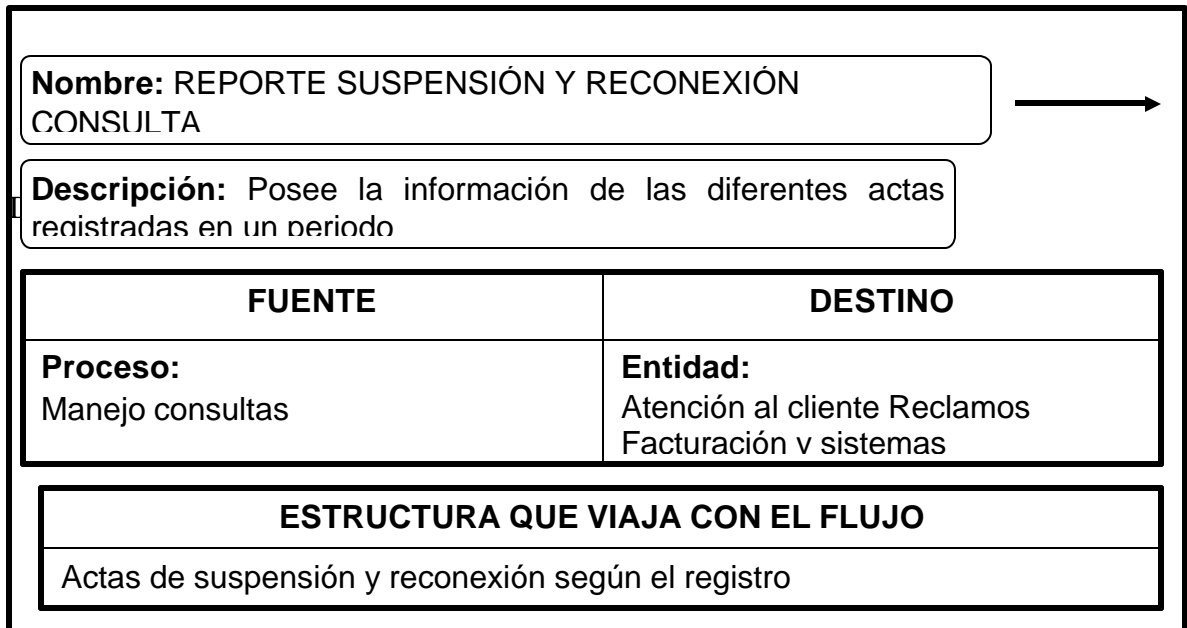 Nombre: REPORTE SUSPENSIÓN Y RECONEXIÓN
CONSULTA
Descripción: Posee la información de las diferentes actas
registradas en un periodo
FUENTE
DESTINO
Proceso:
Manejo consultas
Entidad:
Atención al cliente Reclamos
Facturación y sistemas
ESTRUCTURA QUE VIAJA CON EL FLUJO
Actas de suspensión y reconexión según el registro